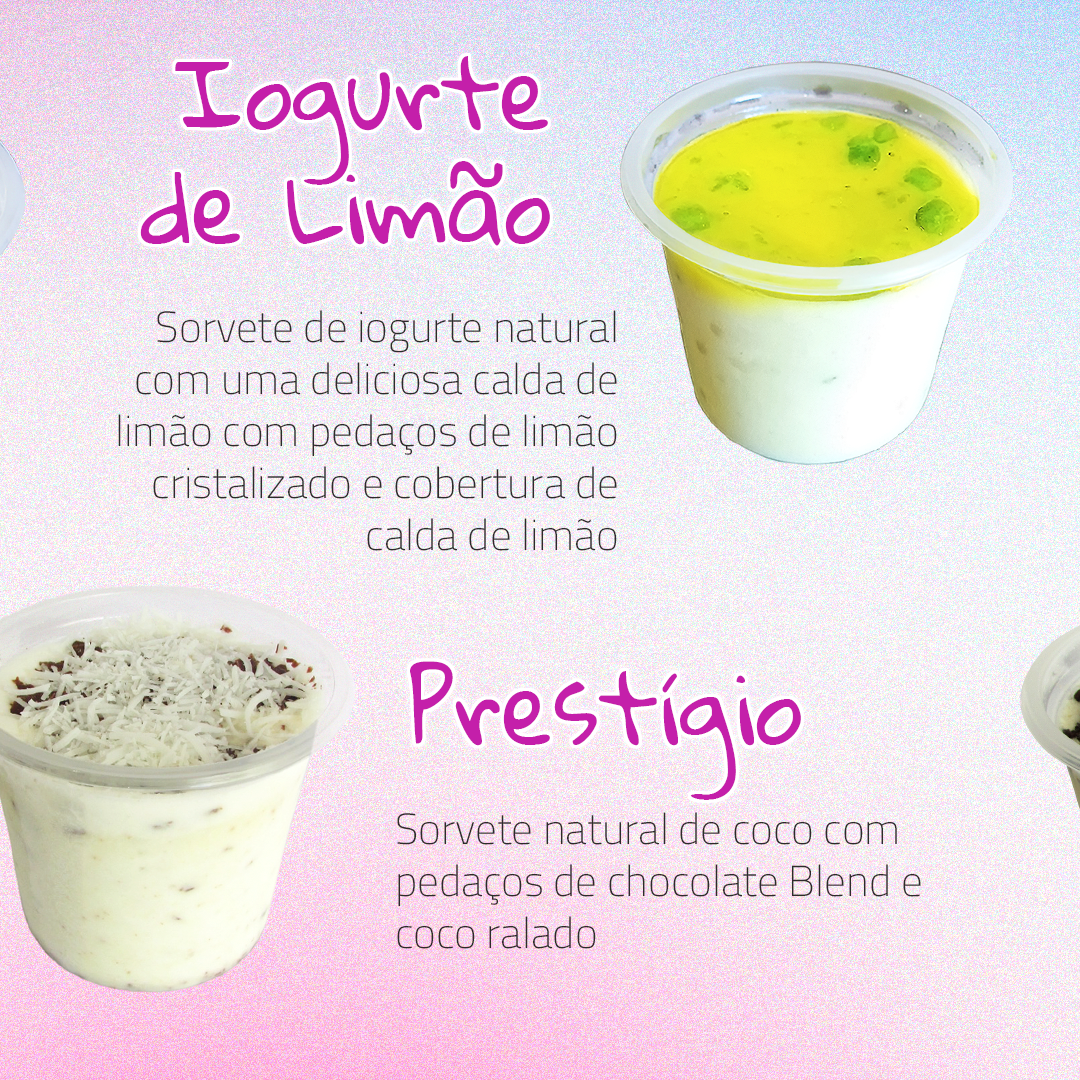 Iogurte
de Limão
Sorvete de iogurte natural
com uma deliciosa calda de
limão com pedaços de limão
cristalizado e cobertura de
calda de limão
Prestígio
Sorvete natural de coco com
pedaços de chocolate Blend e
coco ralado